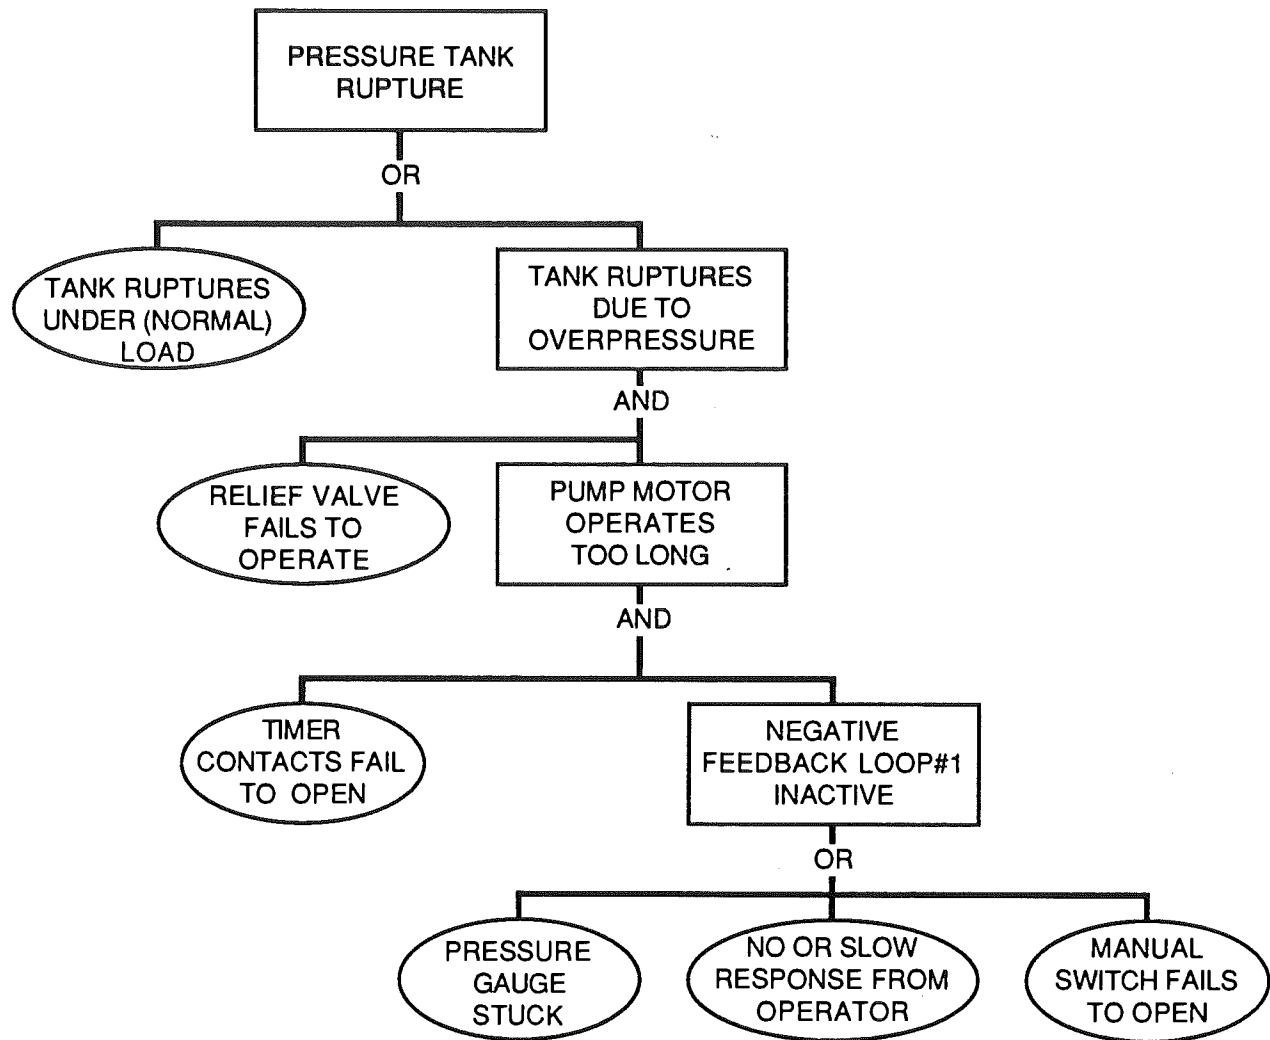 PRESSURE TANK
RUPTURE
OR
TANK RUPTURES
UNDER (NORMAL)
LOAD
TANK RUPTURES
DUE TO
OVERPRESSURE
AND
RELIEF VALVE
FAILS TO
OPERATE
PUMP MOTOR
OPERATES
TOO LONG
AND
TIMER
CONTACTS FAIL
TO OPEN
NEGATIVE
FEEDBACK LOOP#1
INACTIVE
OR
PRESSURE
GAUGE
STUCK
NO OR SLOW
RESPONSE FROM
OPERATOR
MANUAL
SWITCH FAILS
TO OPEN